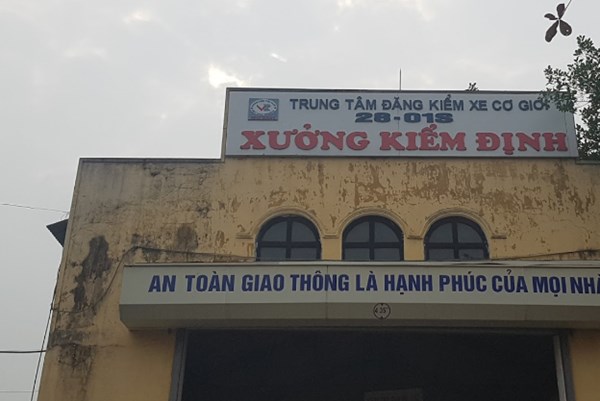 VR
TRUNG TÂM ĐĂNG KIỂM XE CƠ GIỚI
28-01S
XƯỞNG KIỂM ĐỊNH
AN TOÀN GIAO THÔNG LÀ HẠNH PHÚC CỦA MỌI NHÀ